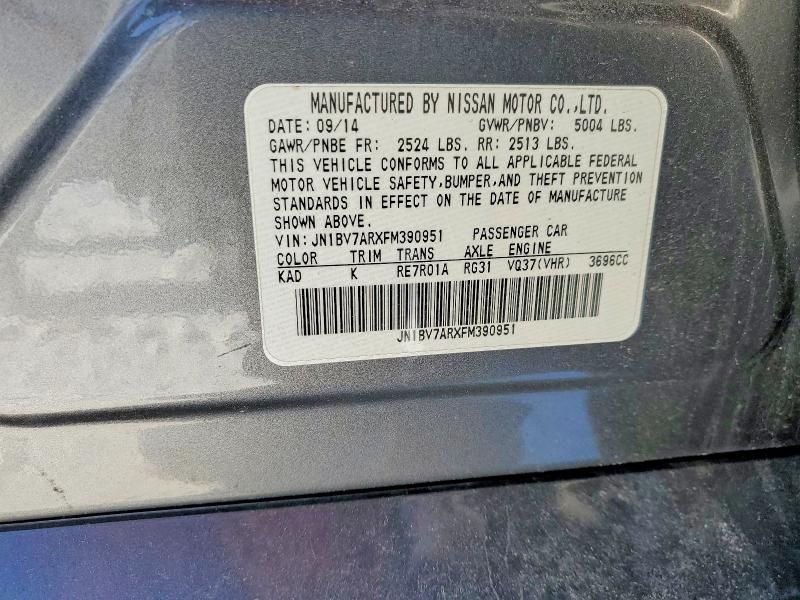 MANUFACTURED BY NISSAN MOTOR CO.,LTD.
DATE: 09/14 GVWR/PNBV: 5004 LBS.
GAWR/PNBE FR: 2524 LBS. RR: 2513 LBS.
THIS VEHICLE CONFORMS TO ALL APPLICABLE FEDERAL
MOTOR VEHICLE SAFETY,BUMPER,AND THEFT PREVENTION
STANDARDS IN EFFECT ON THE DATE OF MANUFACTURE
SHOWN ABOVE.
VIN: JN1BV7ARXFM390951 PASSENGER CAR
COLOR TRIM TRANS AXLE ENGINE
KAD K RE7R01A RG31 VQ37(VHR) 3696CC
JN1BV7ARXFM390951